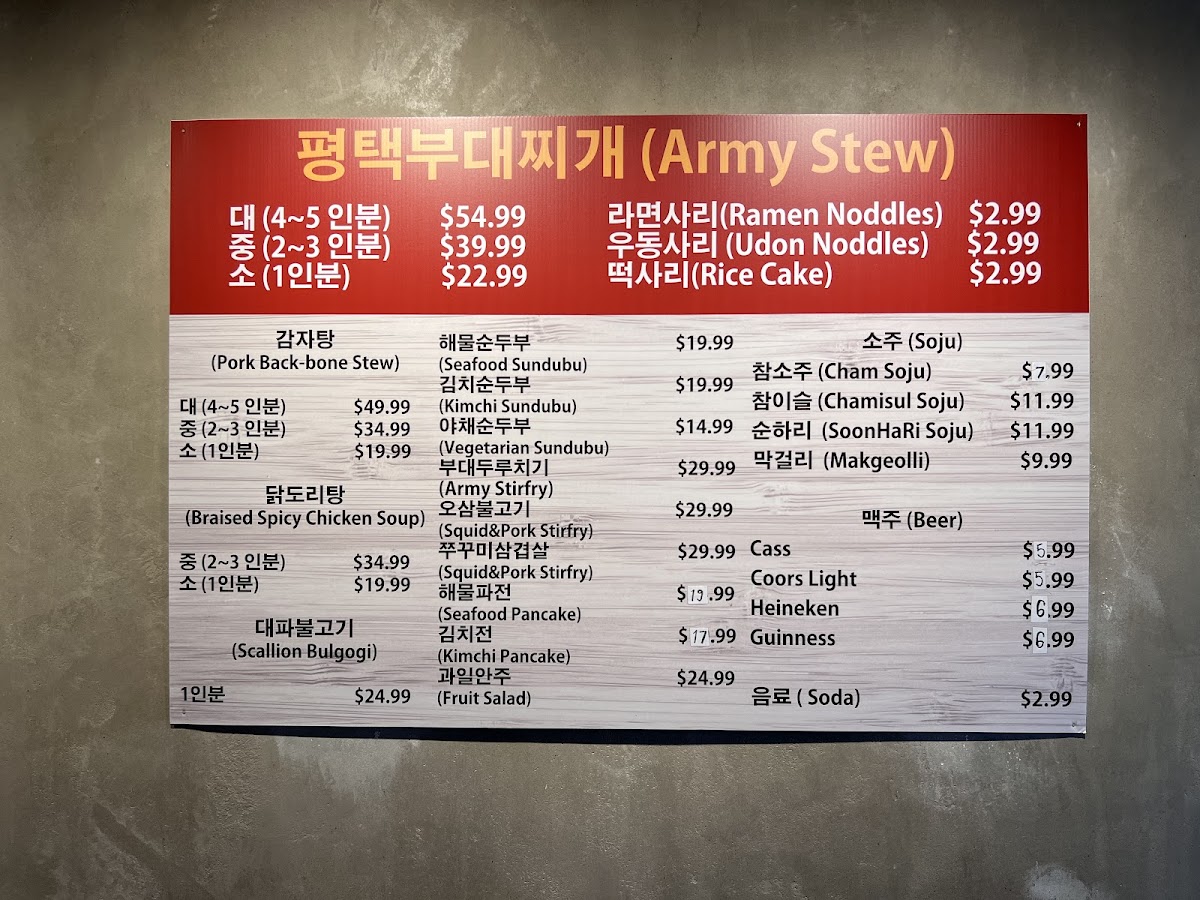 평택부대찌개 (Army Stew)
대 (4~5 인분) $54.99
중 (2~3 인분) $39.99
소 (1인분) $22.99
라면사리(Ramen Noddles) $2.99
우동사리 (Udon Noddles) $2.99
떡사리(Rice Cake) $2.99
감자탕
(Pork Back-bone Stew)
대 (4~5 인분) $49.99
중 (2~3 인분) $34.99
소 (1인분) $19.99
닭도리탕
(Braised Spicy Chicken Soup)
중 (2~3 인분) $34.99
소 (1인분) $19.99
대파불고기
(Scallion Bulgogi)
1인분 $24.99
해물순두부 $19.99
(Seafood Sundubu)
김치순두부 $19.99
(Kimchi Sundubu)
야채순두부 $14.99
(Vegetarian Sundubu)
부대두루치기 $29.99
(Army Stirfry)
오삼불고기 $29.99
(Squid&Pork Stirfry)
쭈꾸미삼겹살 $29.99
(Squid&Pork Stirfry)
해물파전 $19.99
(Seafood Pancake)
김치전 $17.99
(Kimchi Pancake)
과일안주 $24.99
(Fruit Salad)
소주 (Soju)
참소주 (Cham Soju) $7.99
참이슬 (Chamisul Soju) $11.99
순하리 (SoonHaRi Soju) $11.99
막걸리 (Makgeolli) $9.99
맥주 (Beer)
Cass $5.99
Coors Light $5.99
Heineken $6.99
Guinness $6.99
음료 ( Soda) $2.99